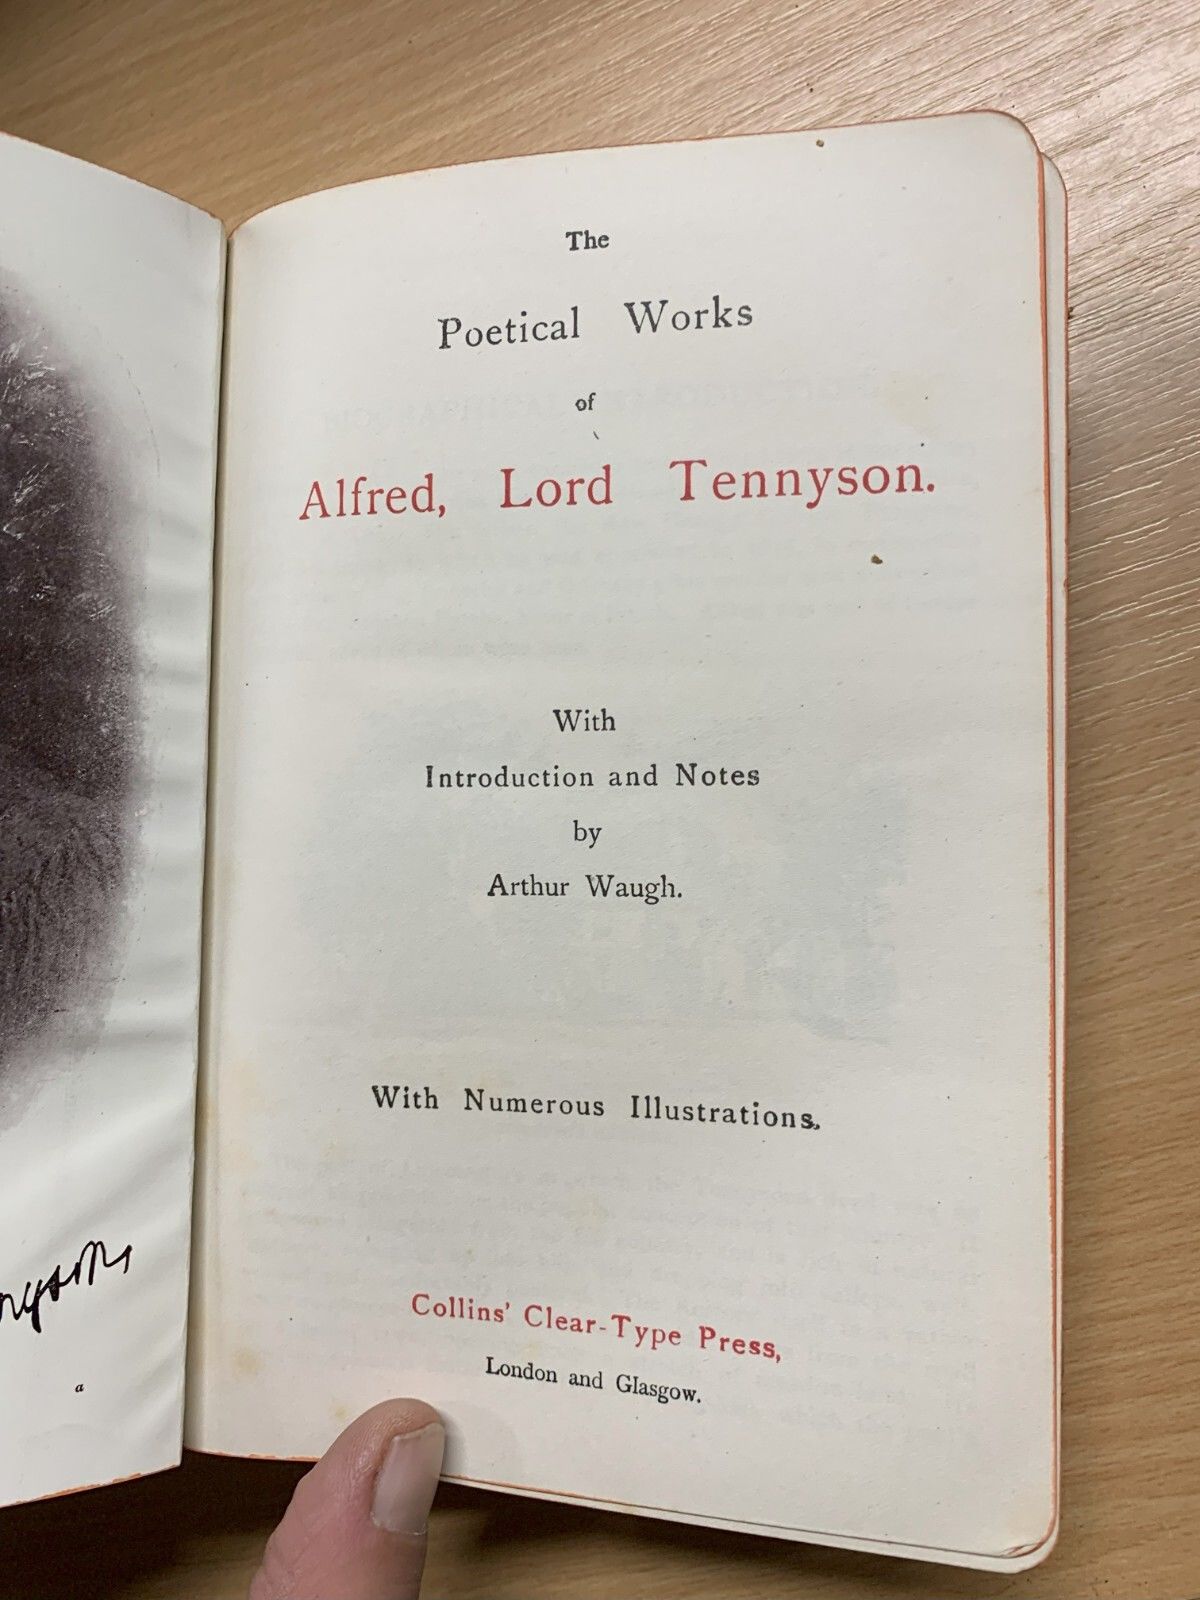 The
Poetical Works
of
Alfred, Lord Tennyson.
With
Introduction and Notes
by
Arthur Waugh.
With Numerous Illustrations.
Collins' Clear-Type Press,
London and Glasgow.
a